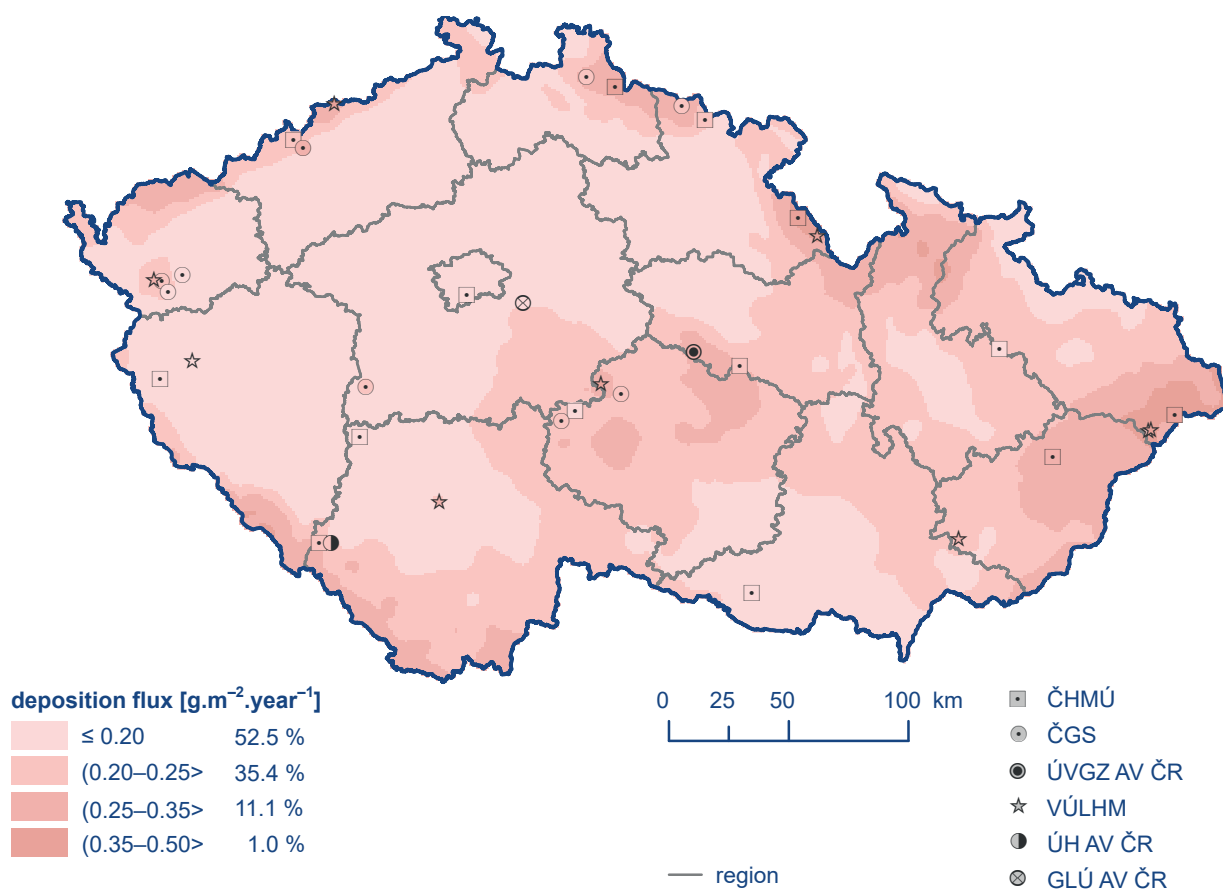 deposition flux [g.m⁻².year⁻¹]
≤ 0.20 52.5 %
(0.20–0.25> 35.4 %
(0.25–0.35> 11.1 %
(0.35–0.50> 1.0 %
0 25 50 100 km
region
ČHMÚ
ČGS
ÚVGZ AV ČR
VÚLHM
ÚH AV ČR
GLÚ AV ČR